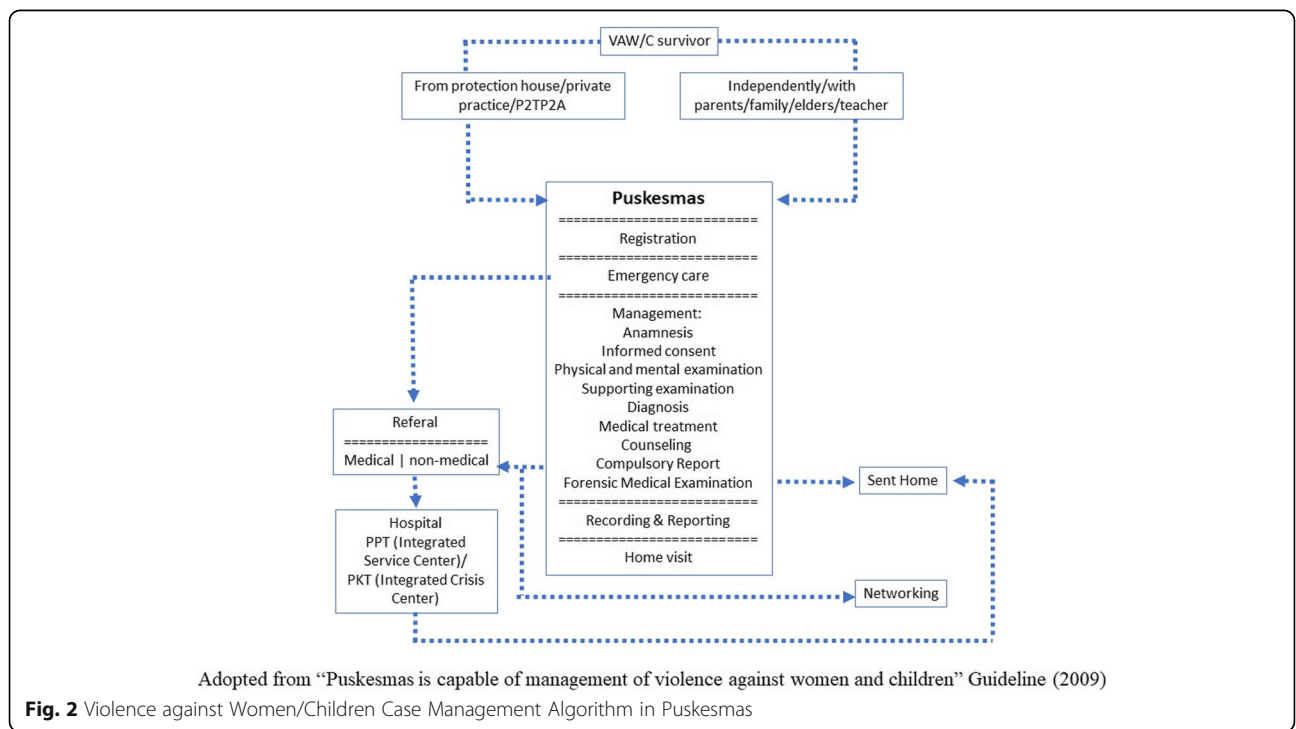 VAW/C survivor
From protection house/private
practice/P2TP2A
Independently/with
parents/family/elders/teacher
Puskesmas
===========================
Registration
===========================
Emergency care
===========================
Management:
Anamnesis
Informed consent
Physical and mental examination
Supporting examination
Diagnosis
Medical treatment
Counseling
Compulsory Report
Forensic Medical Examination
===========================
Recording & Reporting
===========================
Home visit
Referal
===================
Medical | non-medical
Hospital
PPT (Integrated
Service Center)/
PKT (Integrated Crisis
Center)
Sent Home
Networking
Adopted from “Puskesmas is capable of management of violence against women and children” Guideline (2009)
Fig. 2 Violence against Women/Children Case Management Algorithm in Puskesmas